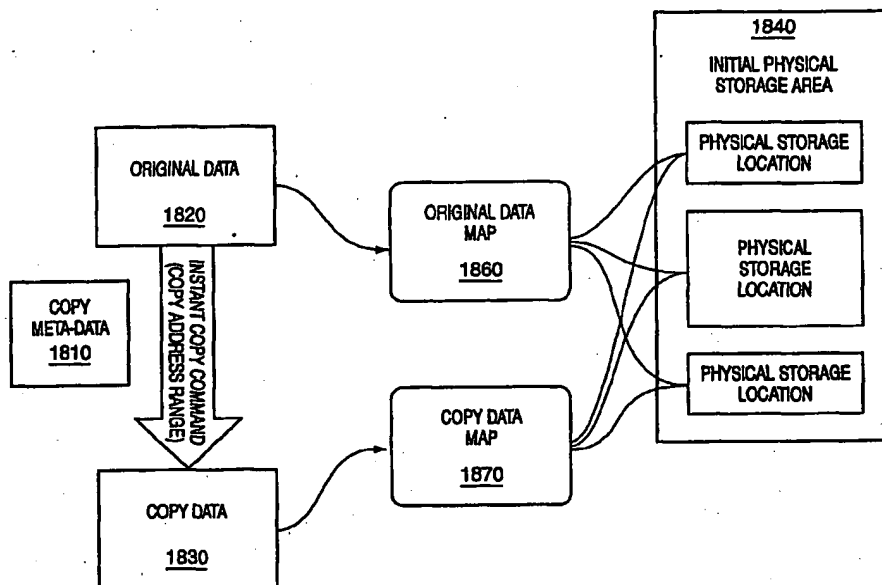 1840
INITIAL PHYSICAL
STORAGE AREA
PHYSICAL STORAGE
LOCATION
PHYSICAL
STORAGE
LOCATION
PHYSICAL STORAGE
LOCATION
ORIGINAL DATA
1820
ORIGINAL DATA
MAP
1860
COPY
META-DATA
1810
INSTANT COPY COMMAND
(COPY ADDRESS RANGE)
COPY DATA
MAP
1870
COPY DATA
1830